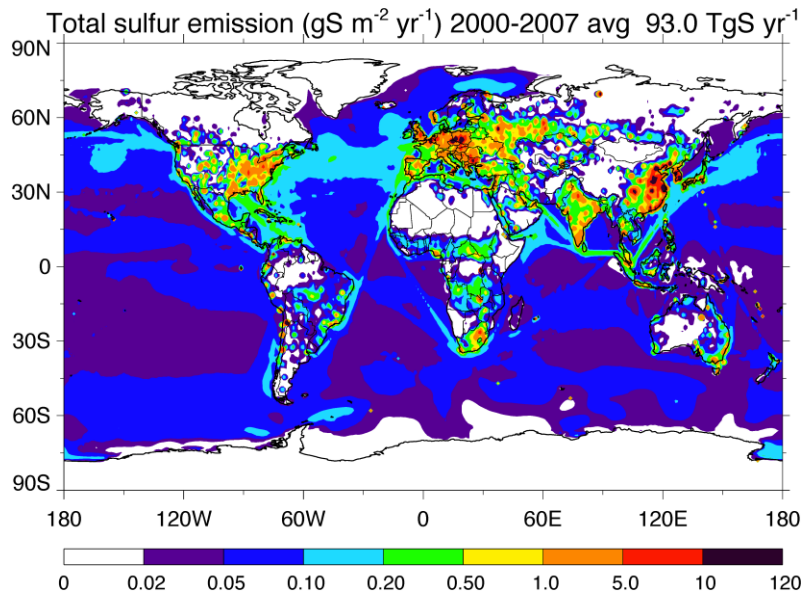 Total sulfur emission (gS m⁻² yr⁻¹) 2000-2007 avg 93.0 TgS yr⁻¹
90N
60N
30N
0
30S
60S
90S
180 120W 60W 0 60E 120E 180
0 0.02 0.05 0.10 0.20 0.50 1.0 5.0 10 120